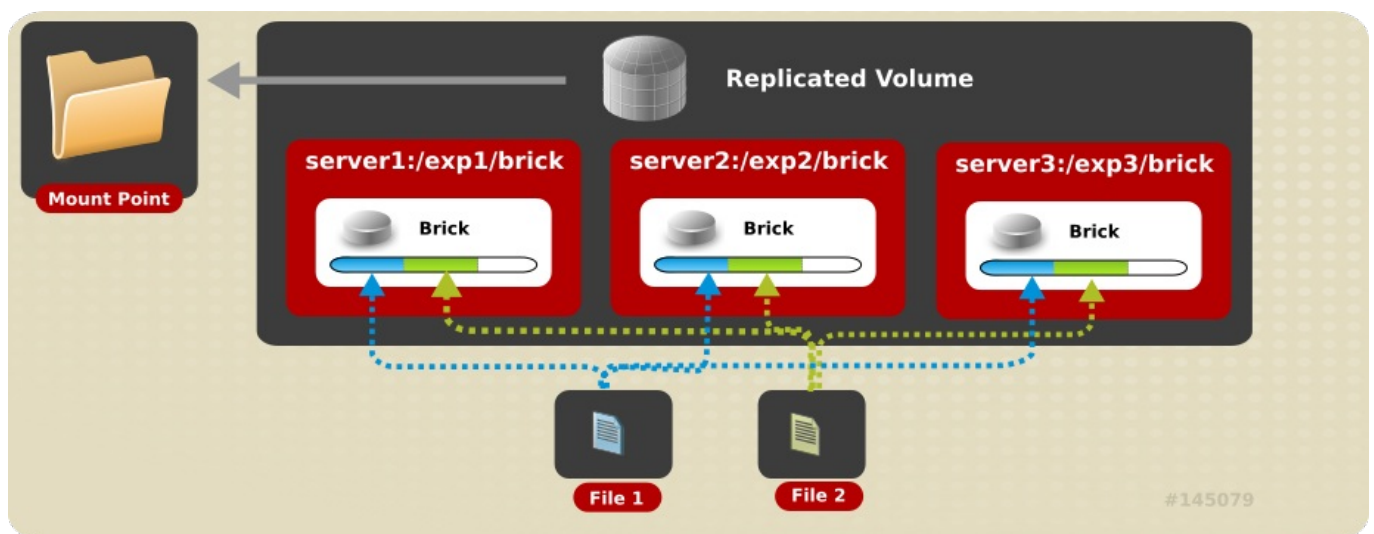 Replicated Volume
Mount Point
server1:/exp1/brick
server2:/exp2/brick
server3:/exp3/brick
Brick
Brick
Brick
File 1
File 2
#145079